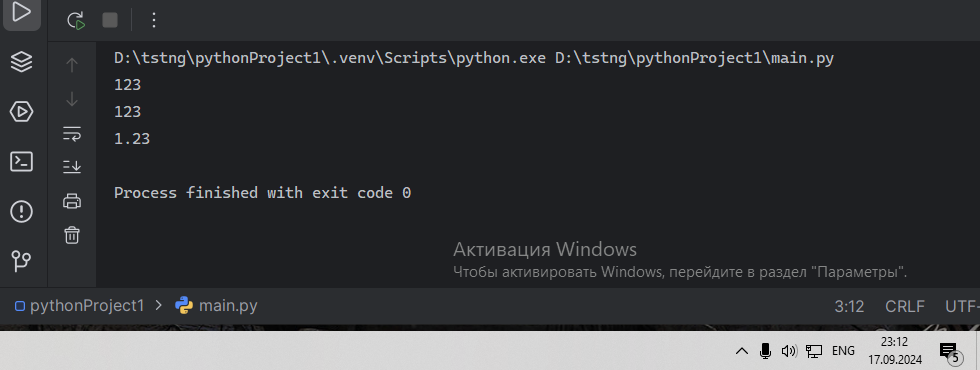 D:\tstng\pythonProject1\.venv\Scripts\python.exe D:\tstng\pythonProject1\main.py
123
123
1.23
Process finished with exit code 0
Активация Windows
Чтобы активировать Windows, перейдите в раздел "Параметры".
pythonProject1 > main.py 3:12 CRLF UTF-
ENG 23:12
17.09.2024 5